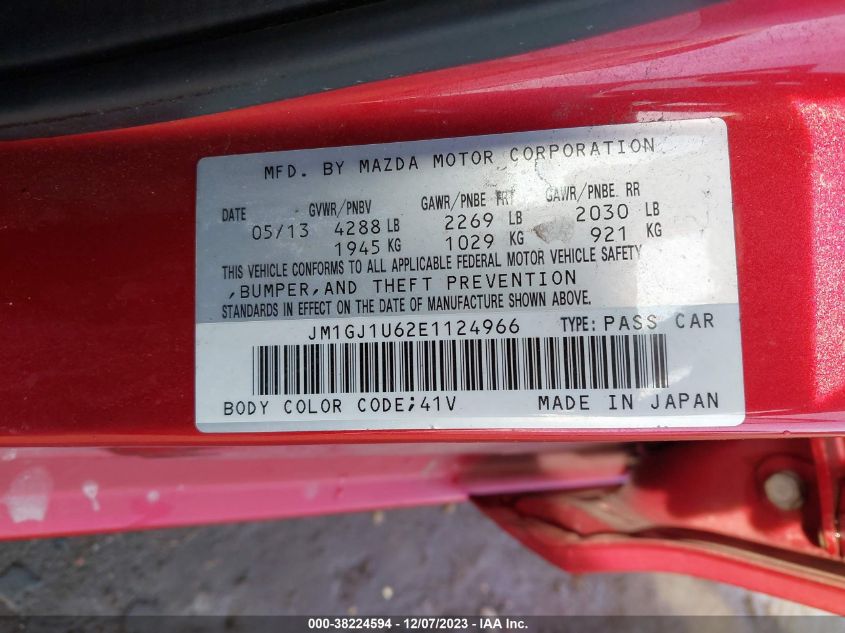 MFD. BY MAZDA MOTOR CORPORATION
DATE GVWR/PNBV GAWR/PNBE FRT GAWR/PNBE. RR
05/13 4288 LB 2269 LB 2030 LB
1945 KG 1029 KG 921 KG
THIS VEHICLE CONFORMS TO ALL APPLICABLE FEDERAL MOTOR VEHICLE SAFETY
,BUMPER,AND THEFT PREVENTION
STANDARDS IN EFFECT ON THE DATE OF MANUFACTURE SHOWN ABOVE.
JM1GJ1U62E1124966 TYPE: PASS CAR
BODY COLOR CODE;41V MADE IN JAPAN
000-38224594 - 12/07/2023 - IAA Inc.